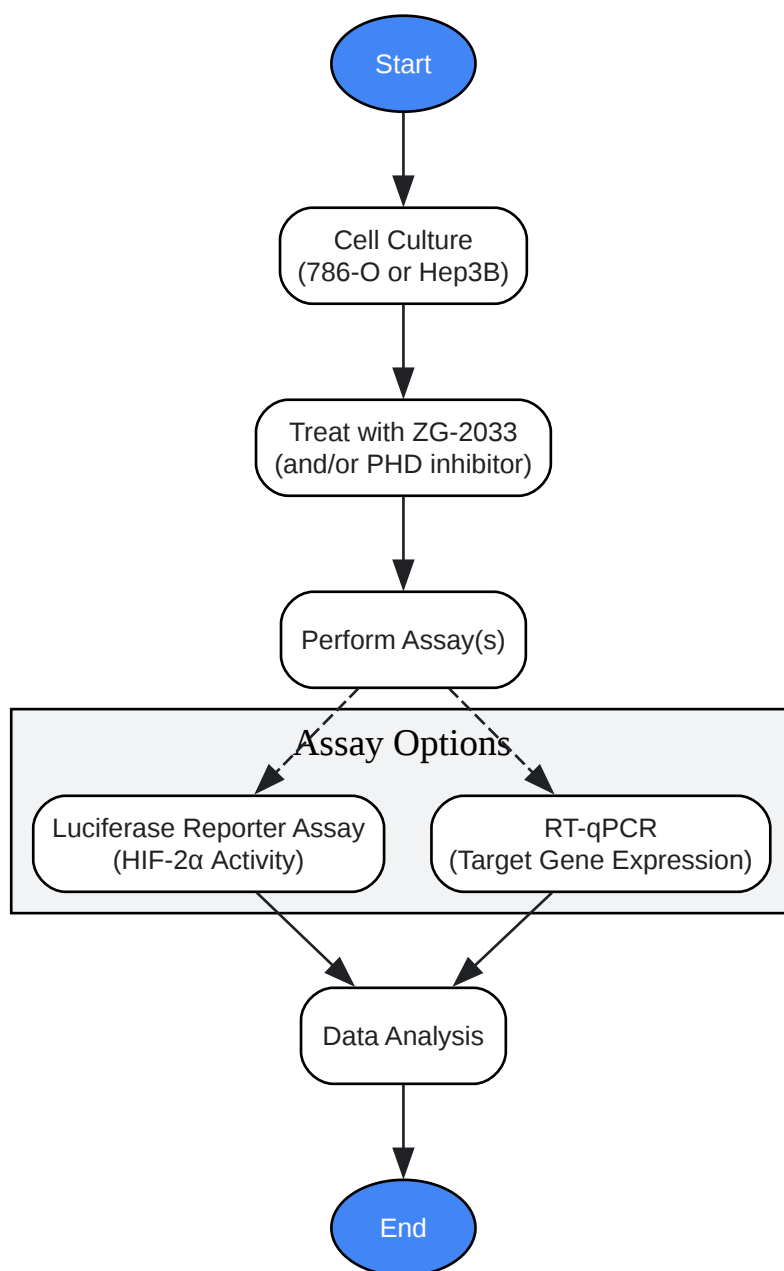 Start
Cell Culture
(786-O or Hep3B)
Treat with ZG-2033
(and/or PHD inhibitor)
Perform Assay(s)
Assay Options
Luciferase Reporter Assay
(HIF-2α Activity)
RT-qPCR
(Target Gene Expression)
Data Analysis
End